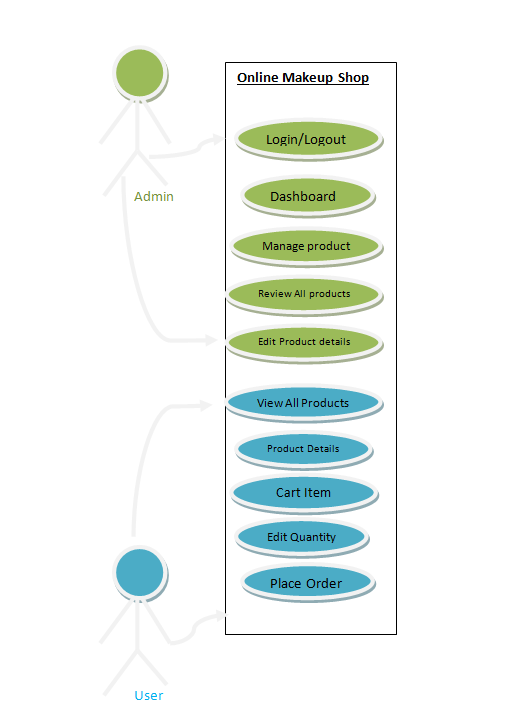 Online Makeup Shop
Login/Logout
Admin
Dashboard
Manage product
Review All products
Edit Product details
View All Products
Product Details
Cart Item
Edit Quantity
Place Order
User